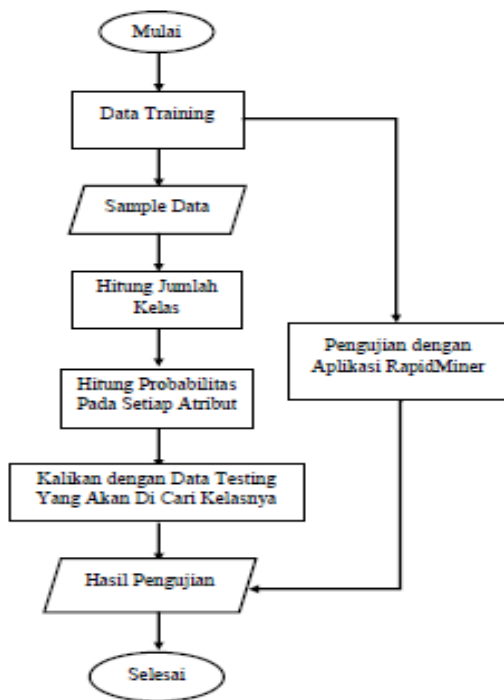 Mulai
Data Training
Sample Data
Hitung Jumlah
Kelas
Pengujian dengan
Aplikasi RapidMiner
Hitung Probabilitas
Pada Setiap Atribut
Kalikan dengan Data Testing
Yang Akan Di Cari Kelasnya
Hasil Pengujian
Selesai